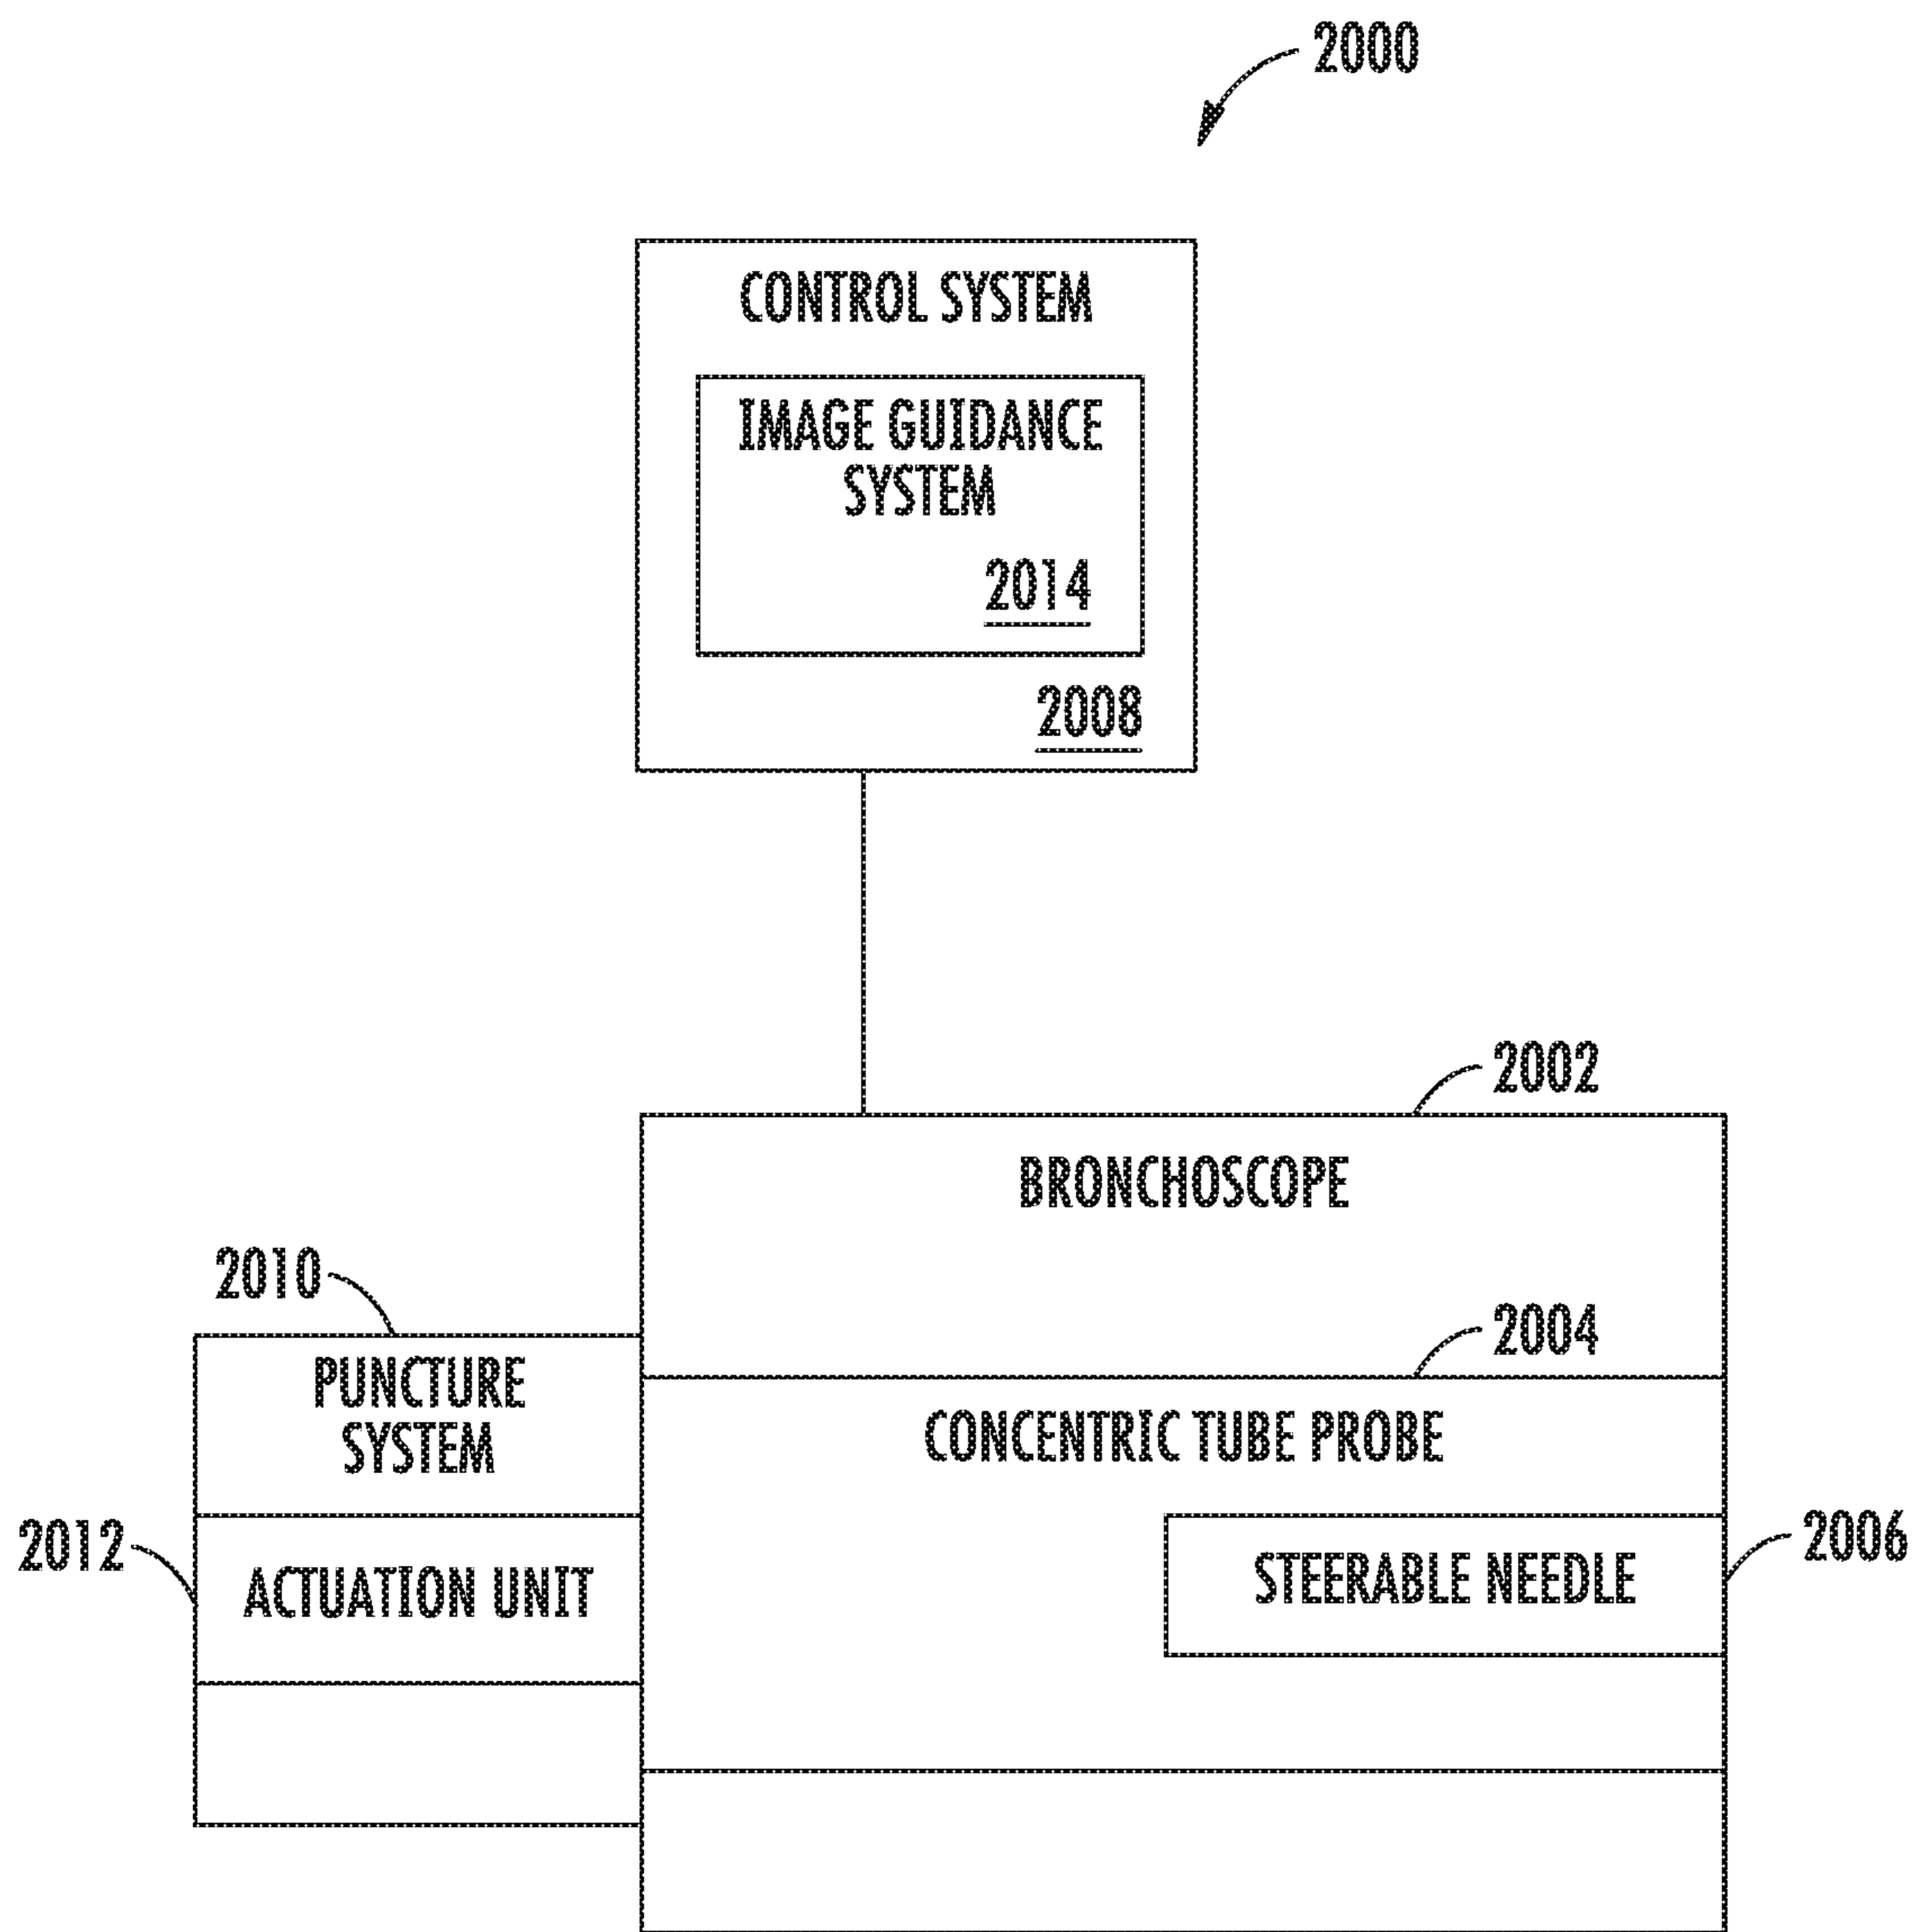 2000
CONTROL SYSTEM
IMAGE GUIDANCE
SYSTEM
2014
2008
2002
BRONCHOSCOPE
2010
2004
PUNCTURE
SYSTEM
CONCENTRIC TUBE PROBE
2012
ACTUATION UNIT
STEERABLE NEEDLE
2006